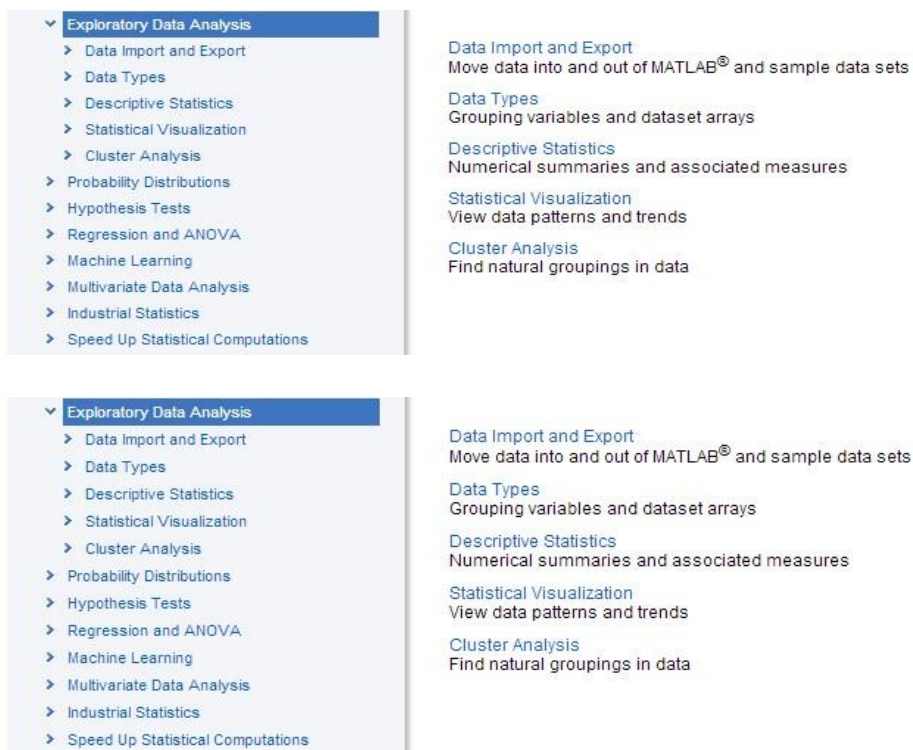 Exploratory Data Analysis
Data Import and Export
Data Types
Descriptive Statistics
Statistical Visualization
Cluster Analysis
Probability Distributions
Hypothesis Tests
Regression and ANOVA
Machine Learning
Multivariate Data Analysis
Industrial Statistics
Speed Up Statistical Computations
Data Import and Export
Move data into and out of MATLAB® and sample data sets
Data Types
Grouping variables and dataset arrays
Descriptive Statistics
Numerical summaries and associated measures
Statistical Visualization
View data patterns and trends
Cluster Analysis
Find natural groupings in data
Exploratory Data Analysis
Data Import and Export
Data Types
Descriptive Statistics
Statistical Visualization
Cluster Analysis
Probability Distributions
Hypothesis Tests
Regression and ANOVA
Machine Learning
Multivariate Data Analysis
Industrial Statistics
Speed Up Statistical Computations
Data Import and Export
Move data into and out of MATLAB® and sample data sets
Data Types
Grouping variables and dataset arrays
Descriptive Statistics
Numerical summaries and associated measures
Statistical Visualization
View data patterns and trends
Cluster Analysis
Find natural groupings in data